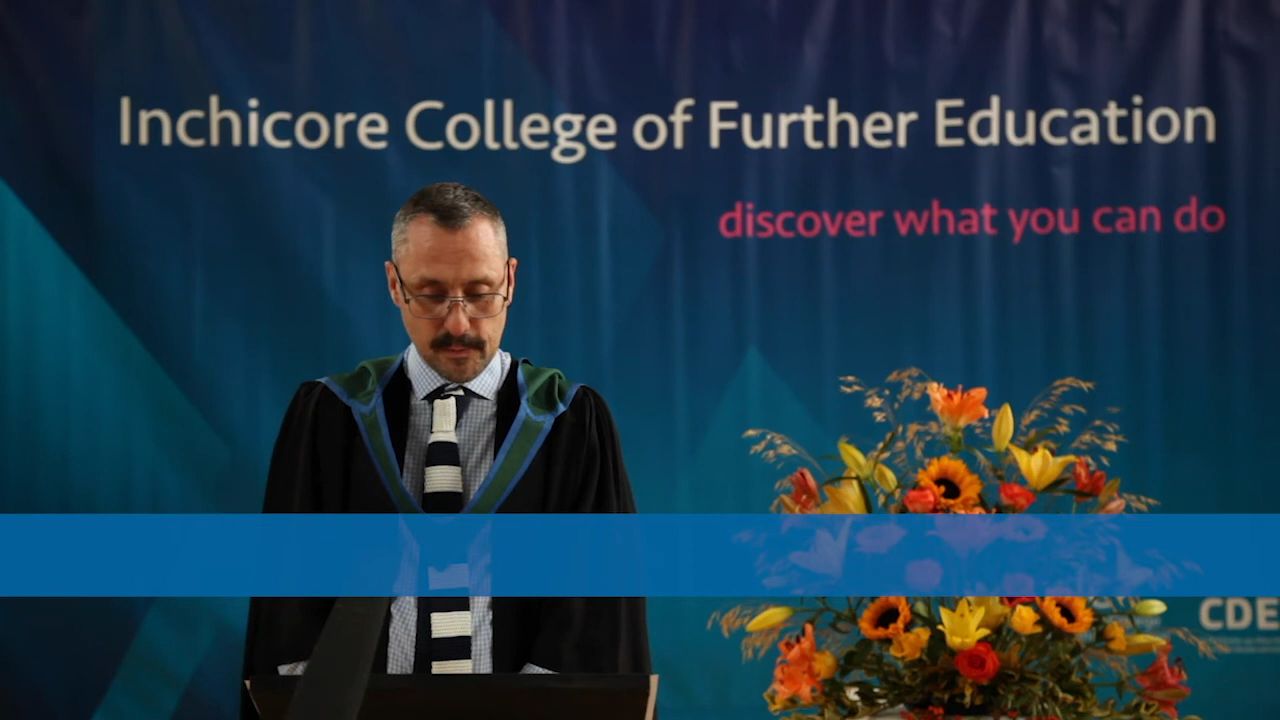 Inchicore College of Further Education
discover what you can do
CDE